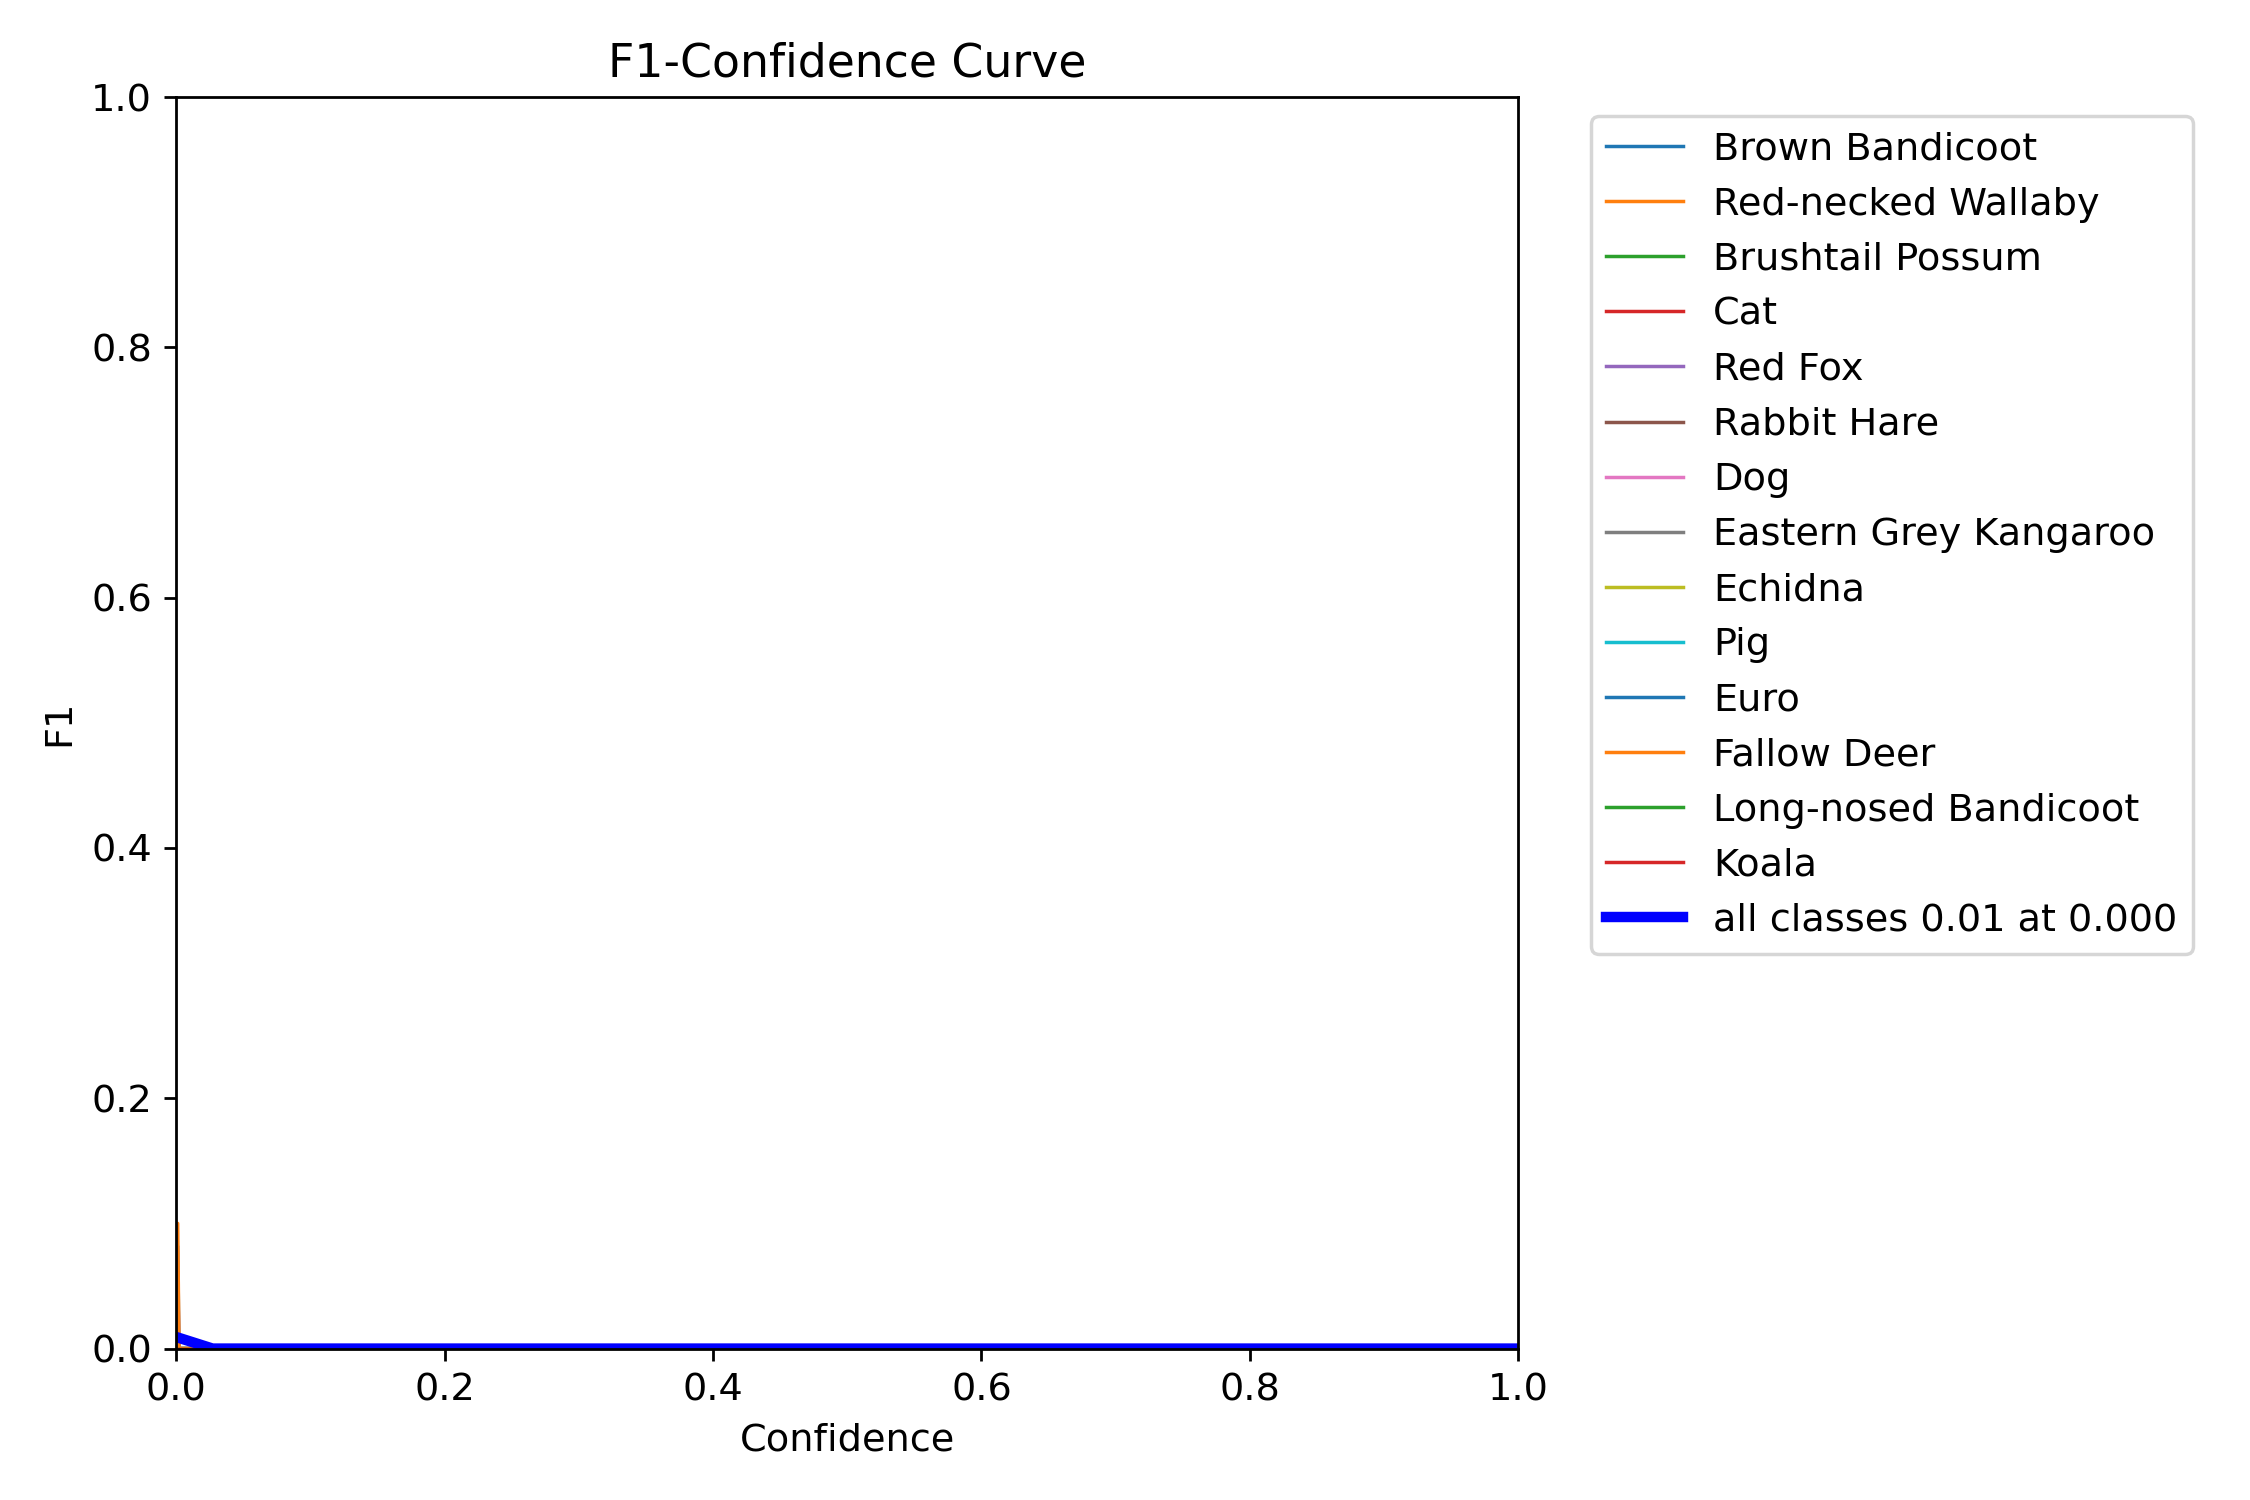 F1-Confidence Curve
1.0
0.8
0.6
0.4
0.2
0.0
F1
0.0 0.2 0.4 0.6 0.8 1.0
Confidence
Brown Bandicoot
Red-necked Wallaby
Brushtail Possum
Cat
Red Fox
Rabbit Hare
Dog
Eastern Grey Kangaroo
Echidna
Pig
Euro
Fallow Deer
Long-nosed Bandicoot
Koala
all classes 0.01 at 0.000